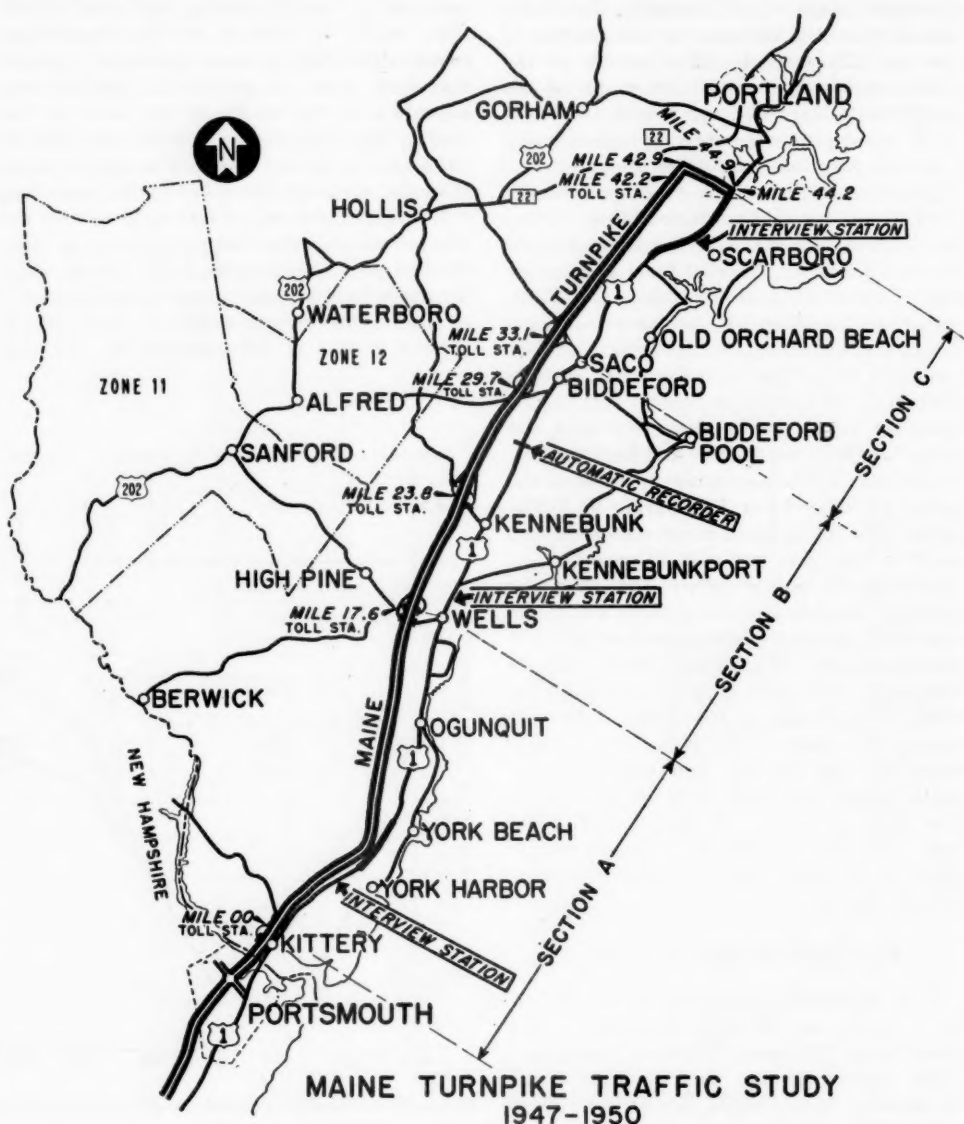 PORTLAND
GORHAM
22
202
MILE 44.9
MILE 42.9
MILE 42.2
TOLL STA.
MILE 44.2
N
22
HOLLIS
INTERVIEW STATION
SCARBORO
TURNPIKE
1
202
WATERBORO
MILE 33.1
TOLL STA.
OLD ORCHARD BEACH
ZONE 12
ZONE 11
SACO
MILE 29.7
TOLL STA.
BIDDEFORD
ALFRED
BIDDEFORD
POOL
SECTION C
SANFORD
AUTOMATIC RECORDER
202
MILE 23.8
TOLL STA.
KENNEBUNK
1
HIGH PINE
KENNEBUNKPORT
INTERVIEW STATION
MILE 17.6
TOLL STA.
WELLS
SECTION B
BERWICK
MAINE
OGUNQUIT
1
NEW HAMPSHIRE
YORK BEACH
YORK HARBOR
SECTION A
INTERVIEW STATION
MILE 00
TOLL STA.
KITTERY
PORTSMOUTH
1
MAINE TURNPIKE TRAFFIC STUDY
1947-1950